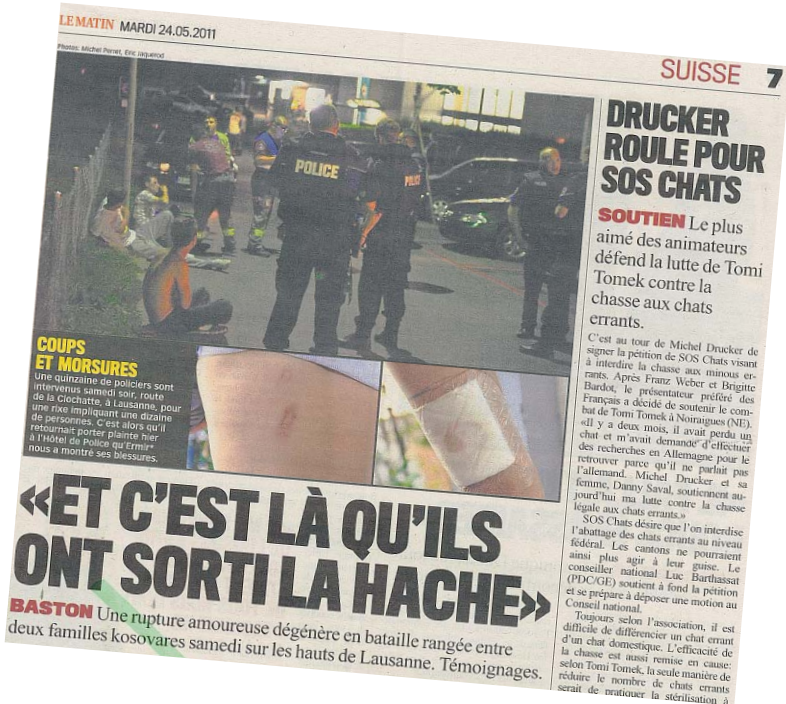 LE MATIN MARDI 24.05.2011
SUISSE 7
Photos: Michel Perret, Eric Jaquerod
POLICE
POLICE
COUPS
ET MORSURES
Une quinzaine de policiers sont
intervenus samedi soir, route
de la Clochatte, à Lausanne, pour
une rixe impliquant une dizaine
de personnes. C'est alors qu'il
retournait porter plainte hier
à l'Hôtel de Police qu'Ermir*
nous a montré ses blessures.
«ET C'EST LÀ QU'ILS
ONT SORTI LA HACHE»
BASTON Une rupture amoureuse dégénère en bataille rangée entre
deux familles kosovares samedi sur les hauts de Lausanne. Témoignages.
DRUCKER
ROULE POUR
SOS CHATS
SOUTIEN Le plus
aimé des animateurs
défend la lutte de Tomi
Tomek contre la
chasse aux chats
errants.
C'est au tour de Michel Drucker de
signer la pétition de SOS Chats visant
à interdire la chasse aux minous er-
rants. Après Franz Weber et Brigitte
Bardot, le présentateur préféré des
Français a décidé de soutenir le com-
bat de Tomi Tomek à Noiraigues (NE).
«Il y a deux mois, il avait perdu un
chat et m'avait demandé d'effectuer
des recherches en Allemagne pour le
retrouver parce qu'il ne parlait pas
l'allemand. Michel Drucker et sa
femme, Danny Saval, soutiennent au-
jourd'hui ma lutte contre la chasse
légale aux chats errants.»
SOS Chats désire que l'on interdise
l'abattage des chats errants au niveau
fédéral. Les cantons ne pourraient
ainsi plus agir à leur guise. Le
conseiller national Luc Barthassat
(PDC/GE) soutient à fond la pétition
et se prépare à déposer une motion au
Conseil national.
Toujours selon l'association, il est
difficile de différencier un chat errant
d'un chat domestique. L'efficacité de
la chasse est aussi remise en cause:
selon Tomi Tomek, la seule manière de
réduire le nombre de chats errants
serait de pratiquer la stérilisation à